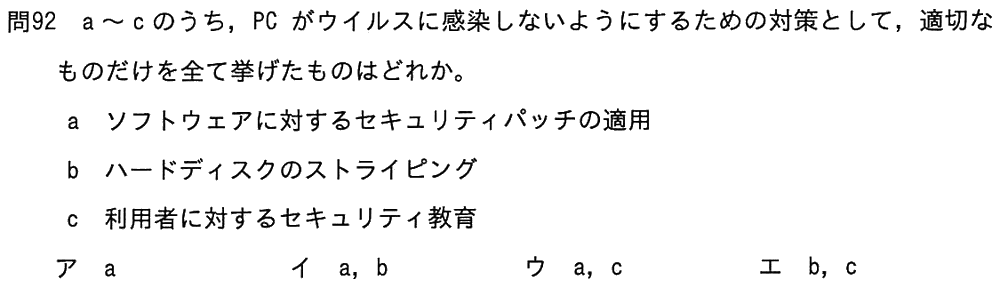 問92 a～cのうち，PC がウイルスに感染しないようにするための対策として，適切な
ものだけを全て挙げたものはどれか。
a ソフトウェアに対するセキュリティパッチの適用
b ハードディスクのストライピング
c 利用者に対するセキュリティ教育
ア a イ a，b ウ a，c エ b，c